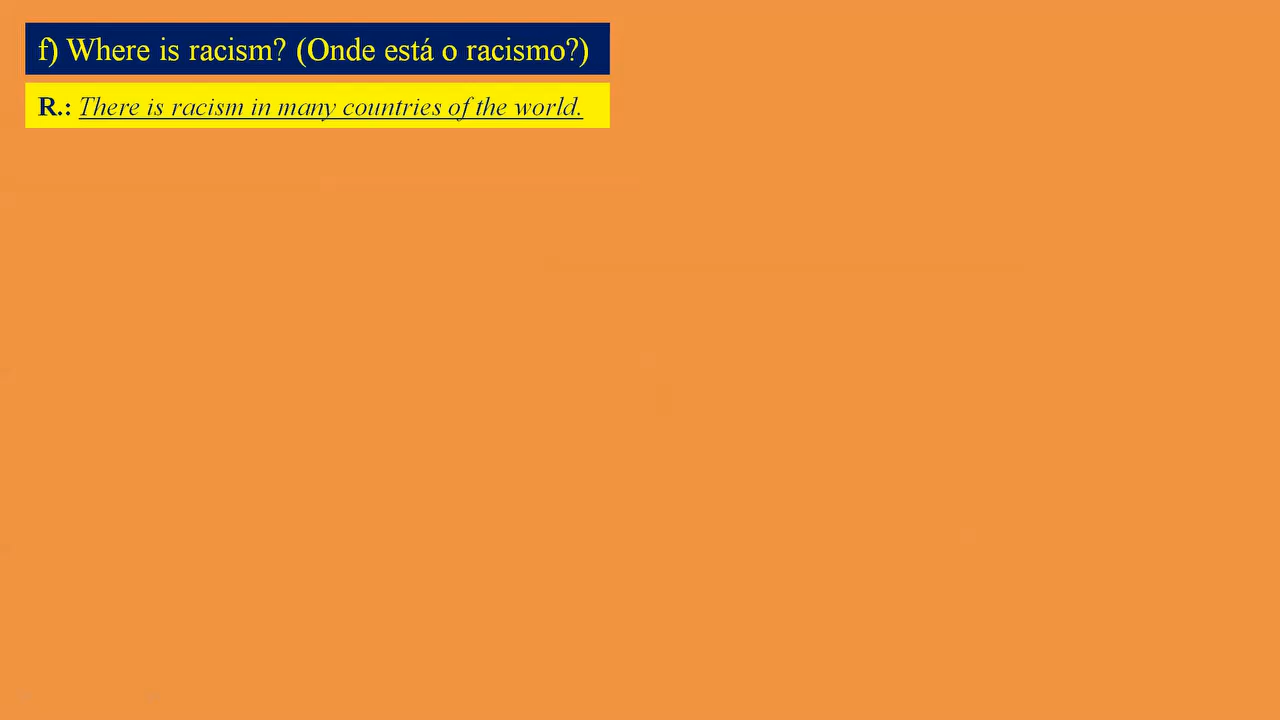 f) Where is racism? (Onde está o racismo?)
R.: There is racism in many countries of the world.